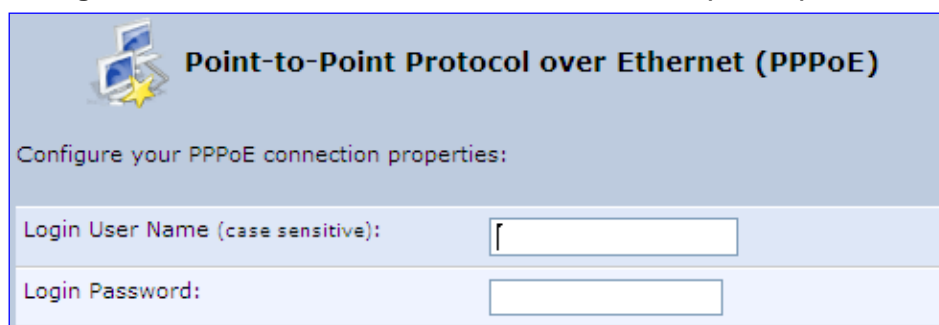 Point-to-Point Protocol over Ethernet (PPPoE)
Configure your PPPoE connection properties:
Login User Name (case sensitive):
Login Password: